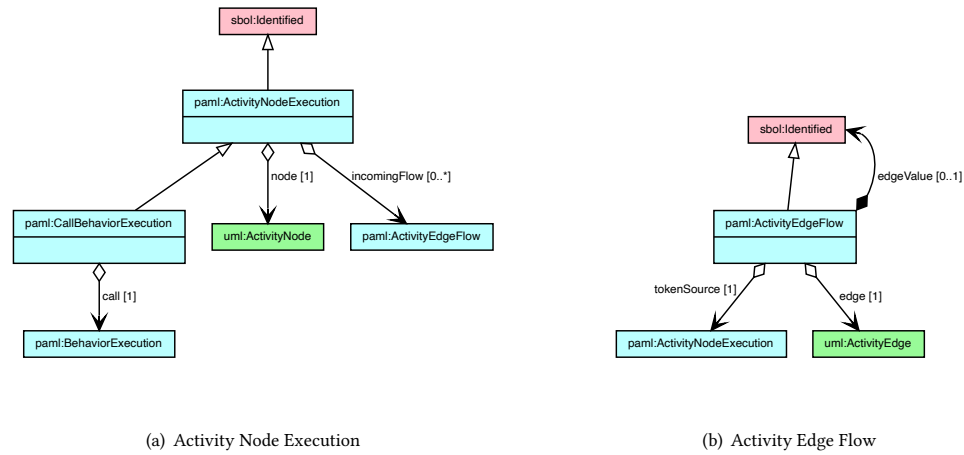 sbol:Identified
paml:ActivityNodeExecution
node [1]
incomingFlow [0..*]
paml:CallBehaviorExecution
uml:ActivityNode
paml:ActivityEdgeFlow
call [1]
paml:BehaviorExecution
(a) Activity Node Execution
sbol:Identified
edgeValue [0..1]
paml:ActivityEdgeFlow
tokenSource [1]
edge [1]
paml:ActivityNodeExecution
uml:ActivityEdge
(b) Activity Edge Flow